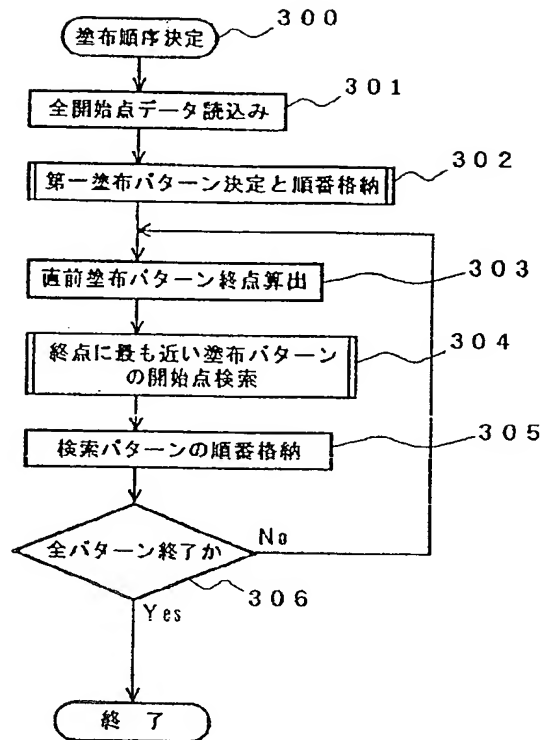 塗布順序決定
300
全開始点データ読込み
301
第一塗布パターン決定と順番格納
302
直前塗布パターン終点算出
303
終点に最も近い塗布パターン
の開始点検索
304
検索パターンの順番格納
305
全パターン終了か
No
306
Yes
終了